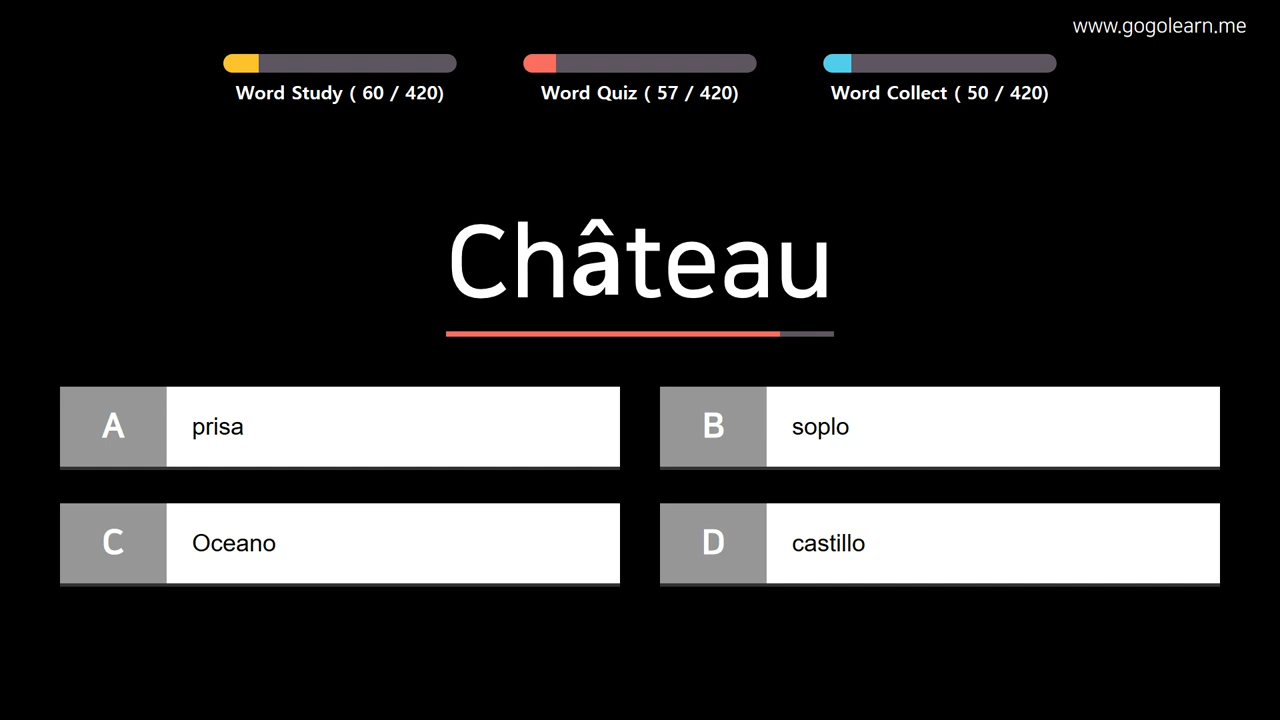 www.gogolearn.me
Word Study ( 60 / 420)
Word Quiz ( 57 / 420)
Word Collect ( 50 / 420)
Château
A prisa
B soplo
C Oceano
D castillo